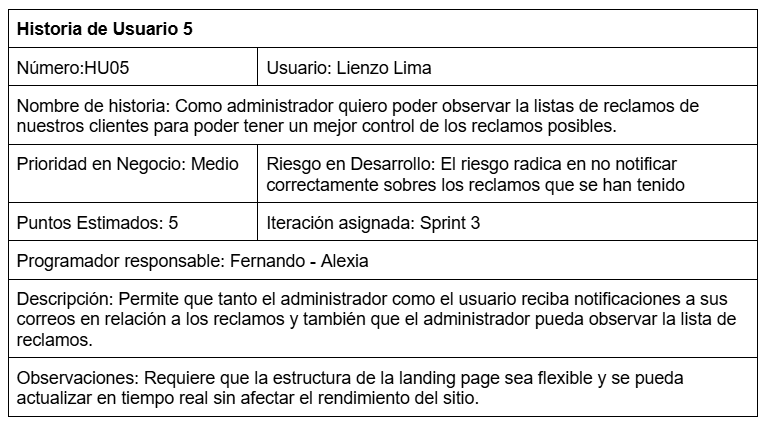 Historia de Usuario 5
Número:HU05
Usuario: Lienzo Lima
Nombre de historia: Como administrador quiero poder observar la listas de reclamos de
nuestros clientes para poder tener un mejor control de los reclamos posibles.
Prioridad en Negocio: Medio
Riesgo en Desarrollo: El riesgo radica en no notificar
correctamente sobres los reclamos que se han tenido
Puntos Estimados: 5
Iteración asignada: Sprint 3
Programador responsable: Fernando - Alexia
Descripción: Permite que tanto el administrador como el usuario reciba notificaciones a sus
correos en relación a los reclamos y también que el administrador pueda observar la lista de
reclamos.
Observaciones: Requiere que la estructura de la landing page sea flexible y se pueda
actualizar en tiempo real sin afectar el rendimiento del sitio.